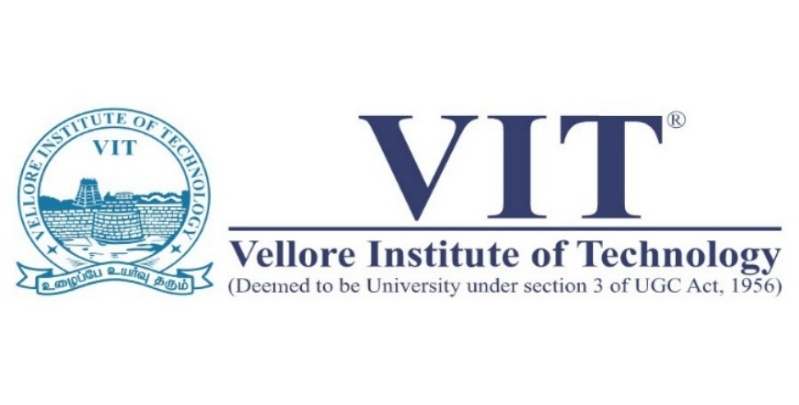 VELLORE INSTITUTE OF TECHNOLOGY
VIT
உழைப்பே உயர்வு தரும்
VIT®
Vellore Institute of Technology
(Deemed to be University under section 3 of UGC Act, 1956)